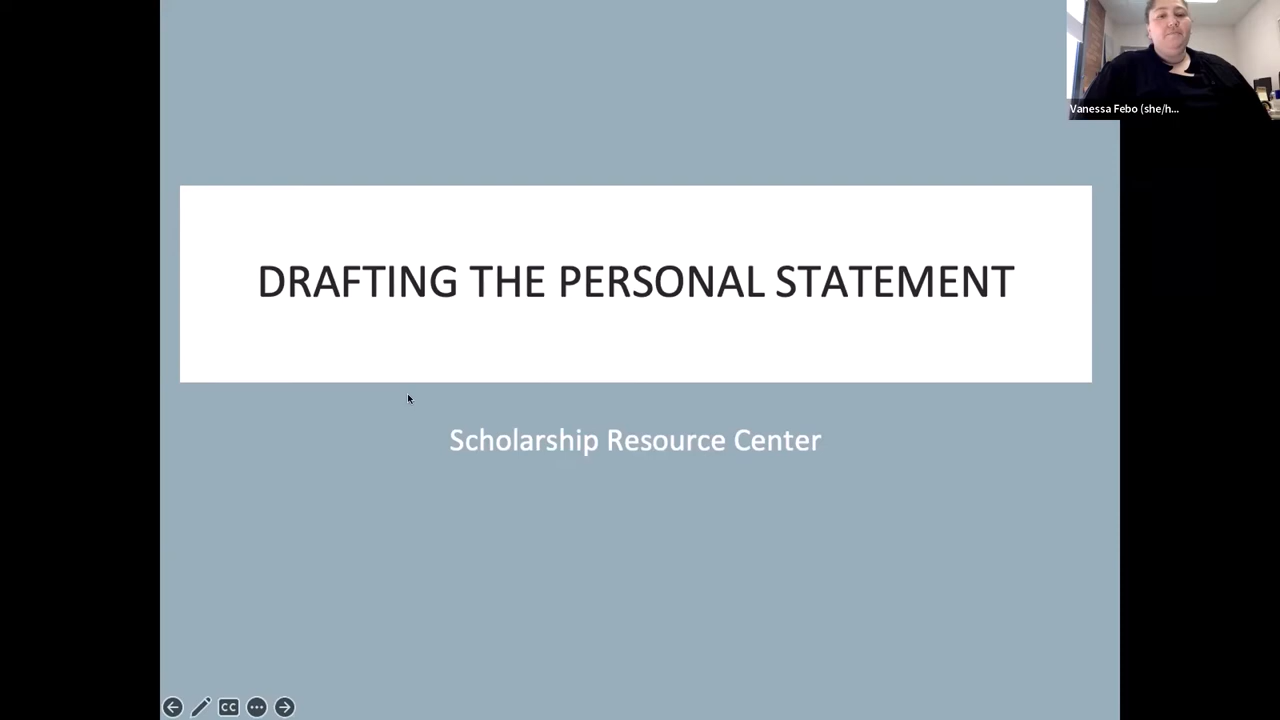 Vanessa Febo (she/h...
DRAFTING THE PERSONAL STATEMENT
Scholarship Resource Center
CC